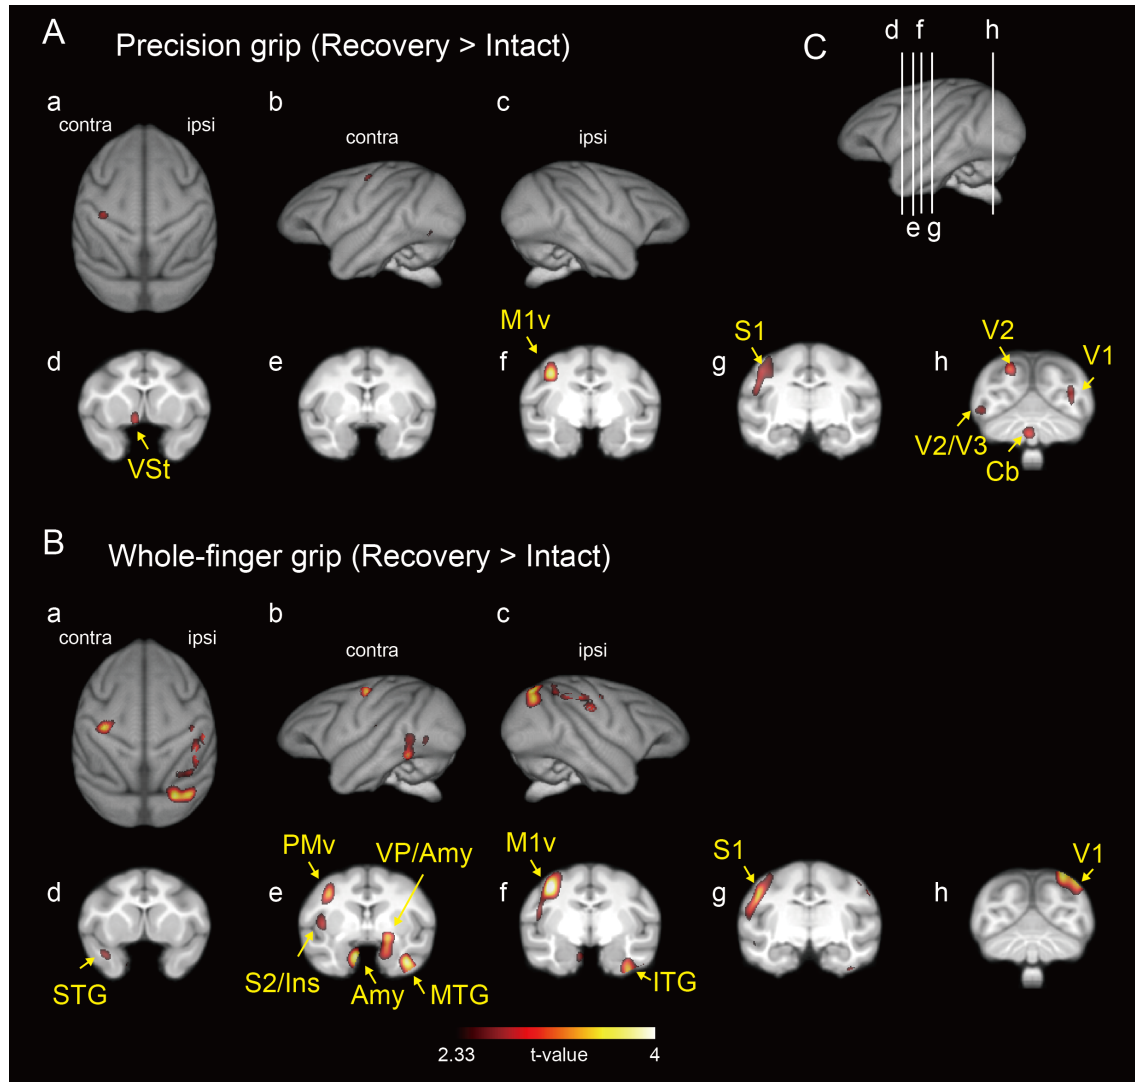 A
Precision grip (Recovery > Intact)
C
d f h
e g
a
contra ipsi
b
contra
c
ipsi
d
VSt
e
f
M1v
g
S1
h
V2
V1
V2/V3
Cb
B
Whole-finger grip (Recovery > Intact)
a
contra ipsi
b
contra
c
ipsi
d
STG
e
PMv
VP/Amy
S2/Ins
Amy
MTG
f
M1v
ITG
g
S1
h
V1
2.33 t-value 4